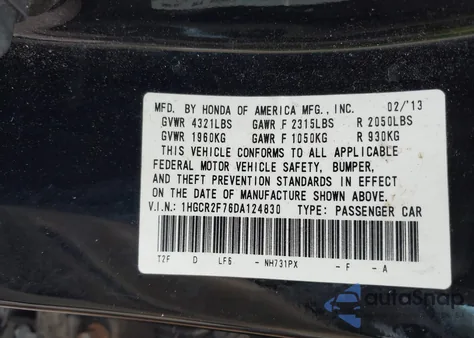 MFD. BY HONDA OF AMERICA MFG., INC. 02/'13
GVWR 4321LBS GAWR F 2315LBS R 2050LBS
GVWR 1960KG GAWR F 1050KG R 930KG
THIS VEHICLE CONFORMS TO ALL APPLICABLE
FEDERAL MOTOR VEHICLE SAFETY, BUMPER,
AND THEFT PREVENTION STANDARDS IN EFFECT
ON THE DATE OF MANUFACTURE SHOWN ABOVE.
V.I.N.: 1HGCR2F76DA124830 TYPE: PASSENGER CAR
T2F D LF6 - NH731PX - F - A
autoSnap